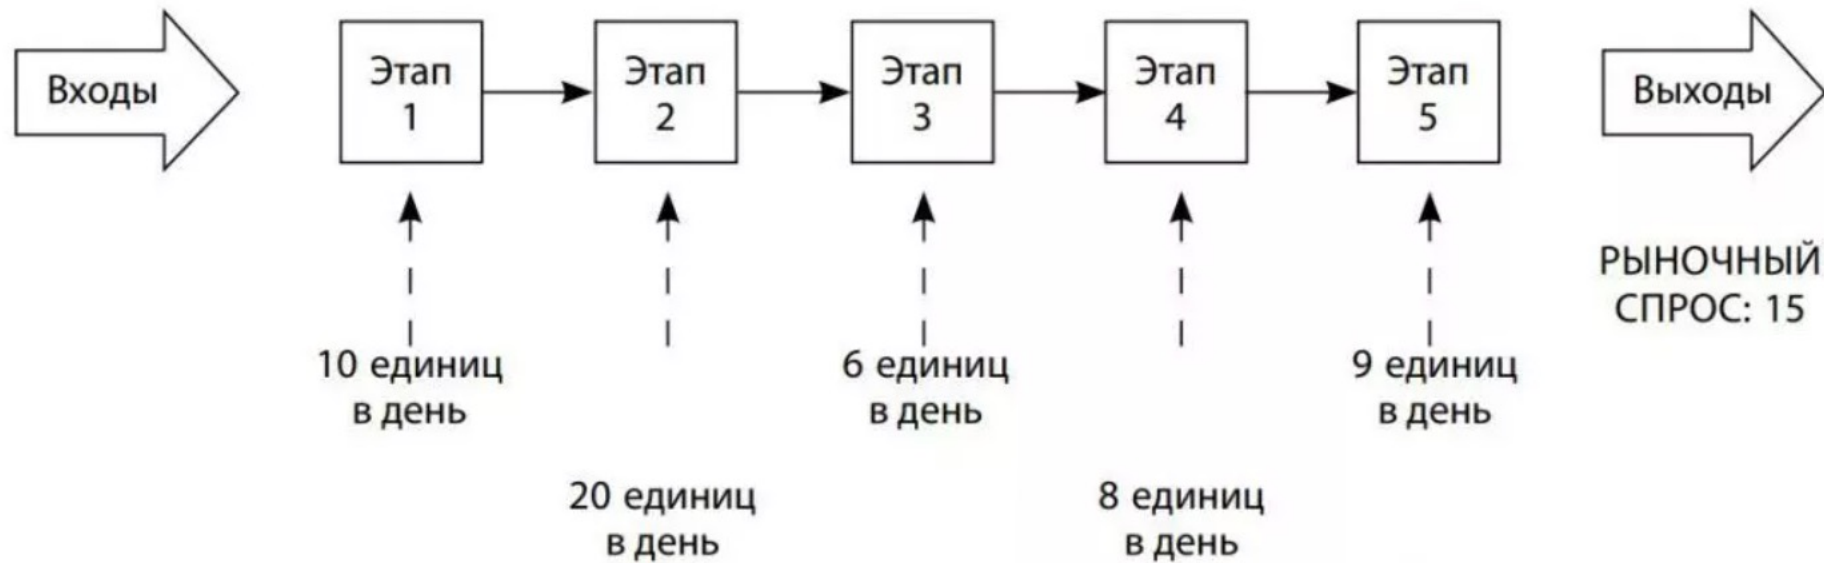 Входы
Этап
1
Этап
2
Этап
3
Этап
4
Этап
5
Выходы
РЫНОЧНЫЙ
СПРОС: 15
10 единиц
в день
6 единиц
в день
9 единиц
в день
20 единиц
в день
8 единиц
в день